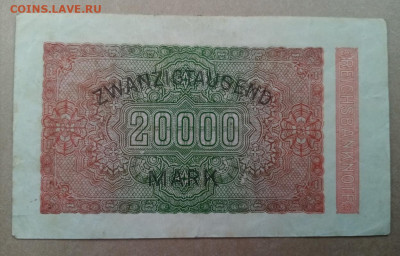 COINS.LAVE.RU
ZWANZIGTAUSEND
20000
MARK